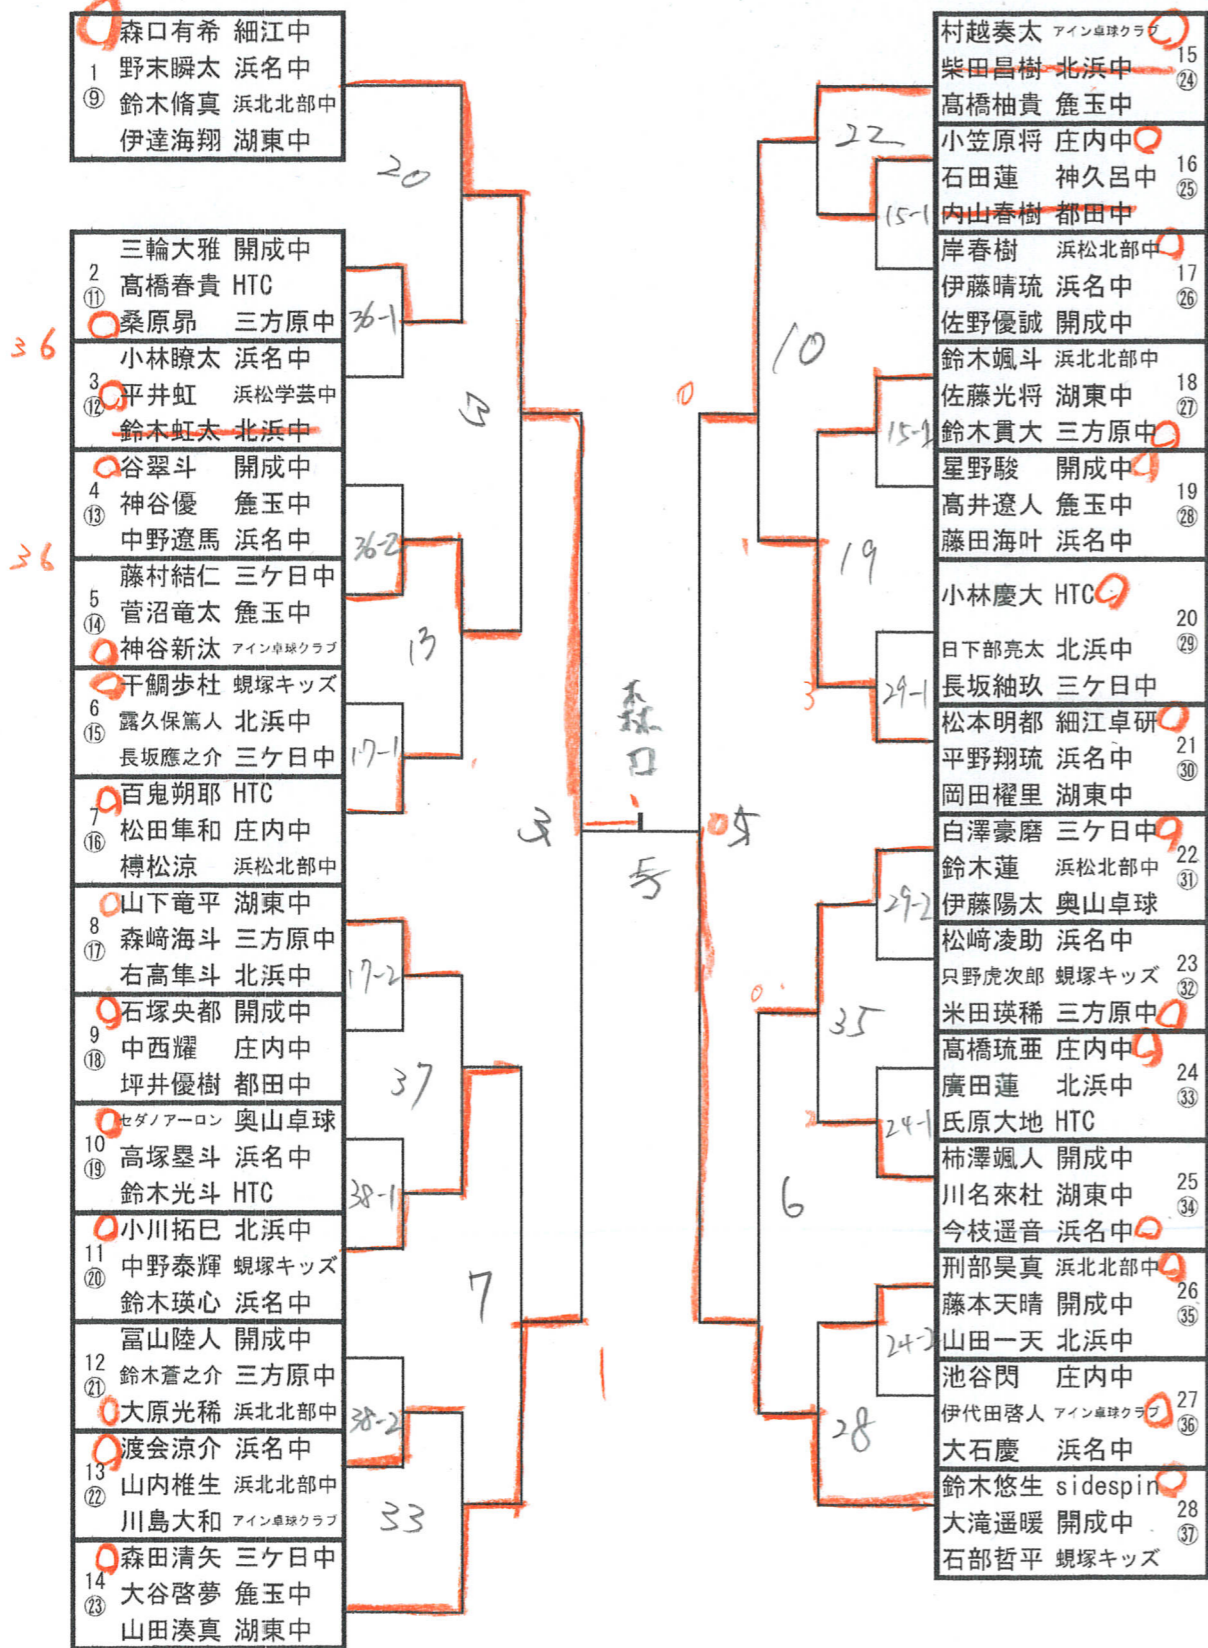 森口有希 細江中
1 野末瞬太 浜名中
⑨ 鈴木脩真 浜北北部中
伊達海翔 湖東中
三輪大雅 開成中
2 髙橋春貴 HTC
⑪ 桑原昴 三方原中
36
小林瞭太 浜名中
3 平井虹 浜松学芸中
⑫ 鈴木虹太 北浜中
谷翠斗 開成中
4 神谷優 麁玉中
⑬ 中野遼馬 浜名中
36
藤村結仁 三ケ日中
5 菅沼竜太 麁玉中
⑭ 神谷新汰 アイン卓球クラブ
干鯛歩杜 蜆塚キッズ
6 露久保篤人 北浜中
⑮ 長坂應之介 三ケ日中
百鬼朔耶 HTC
7 松田隼和 庄内中
⑯ 榑松涼 浜松北部中
山下竜平 湖東中
8 森﨑海斗 三方原中
⑰ 右高隼斗 北浜中
石塚央都 開成中
9 中西耀 庄内中
⑱ 坪井優樹 都田中
セダノアーロン 奥山卓球
10 高塚塁斗 浜名中
⑲ 鈴木光斗 HTC
小川拓巳 北浜中
11 中野泰輝 蜆塚キッズ
⑳ 鈴木瑛心 浜名中
冨山陸人 開成中
12 鈴木蒼之介 三方原中
㉑ 大原光稀 浜北北部中
渡会涼介 浜名中
13 山内椎生 浜北北部中
㉒ 川島大和 アイン卓球クラブ
森田清矢 三ケ日中
14 大谷啓夢 麁玉中
㉓ 山田湊真 湖東中
20
36-1
3
36-2
13
17-1
17-2
37
38-1
7
38-2
33
3
森口
5
1
村越奏太 アイン卓球クラブ
柴田昌樹 北浜中 15
髙橋柚貴 麁玉中 ㉔
小笠原将 庄内中
石田蓮 神久呂中 16
内山春樹 都田中 ㉕
岸春樹 浜松北部中
伊藤晴琉 浜名中 17
佐野優誠 開成中 ㉖
鈴木颯斗 浜北北部中
佐藤光将 湖東中 18
鈴木貫大 三方原中 ㉗
星野駿 開成中
髙井遼人 麁玉中 19
藤田海叶 浜名中 ㉘
小林慶大 HTC
日下部亮太 北浜中 20
長坂紬玖 三ケ日中 ㉙
松本明都 細江卓研
平野翔琉 浜名中 21
岡田櫂里 湖東中 ㉚
白澤豪磨 三ケ日中
鈴木蓮 浜松北部中 22
伊藤陽太 奥山卓球 ㉛
松﨑凌助 浜名中
只野虎次郎 蜆塚キッズ 23
米田瑛稀 三方原中 ㉜
髙橋琉亜 庄内中
廣田蓮 北浜中 24
氏原大地 HTC ㉝
柿澤颯人 開成中
川名來杜 湖東中 25
今枝遥音 浜名中 ㉞
刑部昊真 浜北北部中
藤本天晴 開成中 26
山田一天 北浜中 ㉟
池谷閃 庄内中
伊代田啓人 アイン卓球クラブ 27
大石慶 浜名中 ㊱
鈴木悠生 sidespin
大滝遥暖 開成中 28
石部哲平 蜆塚キッズ ㊲
22
15-1
10
0
15-2
1
19
3
29-1
0
29-2
0
35
2
24-1
6
24-2
28